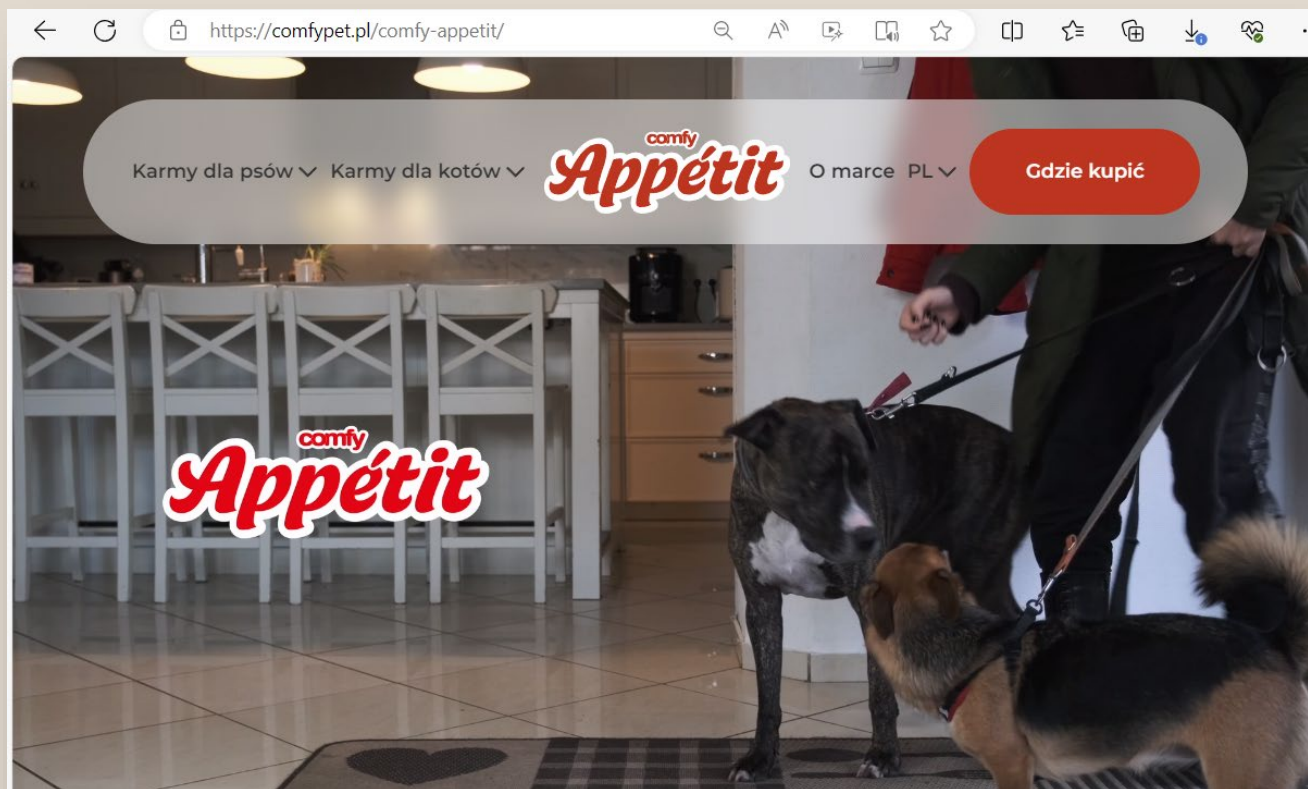 https://comfypet.pl/comfy-appetit/
Karmy dla psów Karmy dla kotów comfy Appétit O marce PL Gdzie kupić
comfy
Appétit